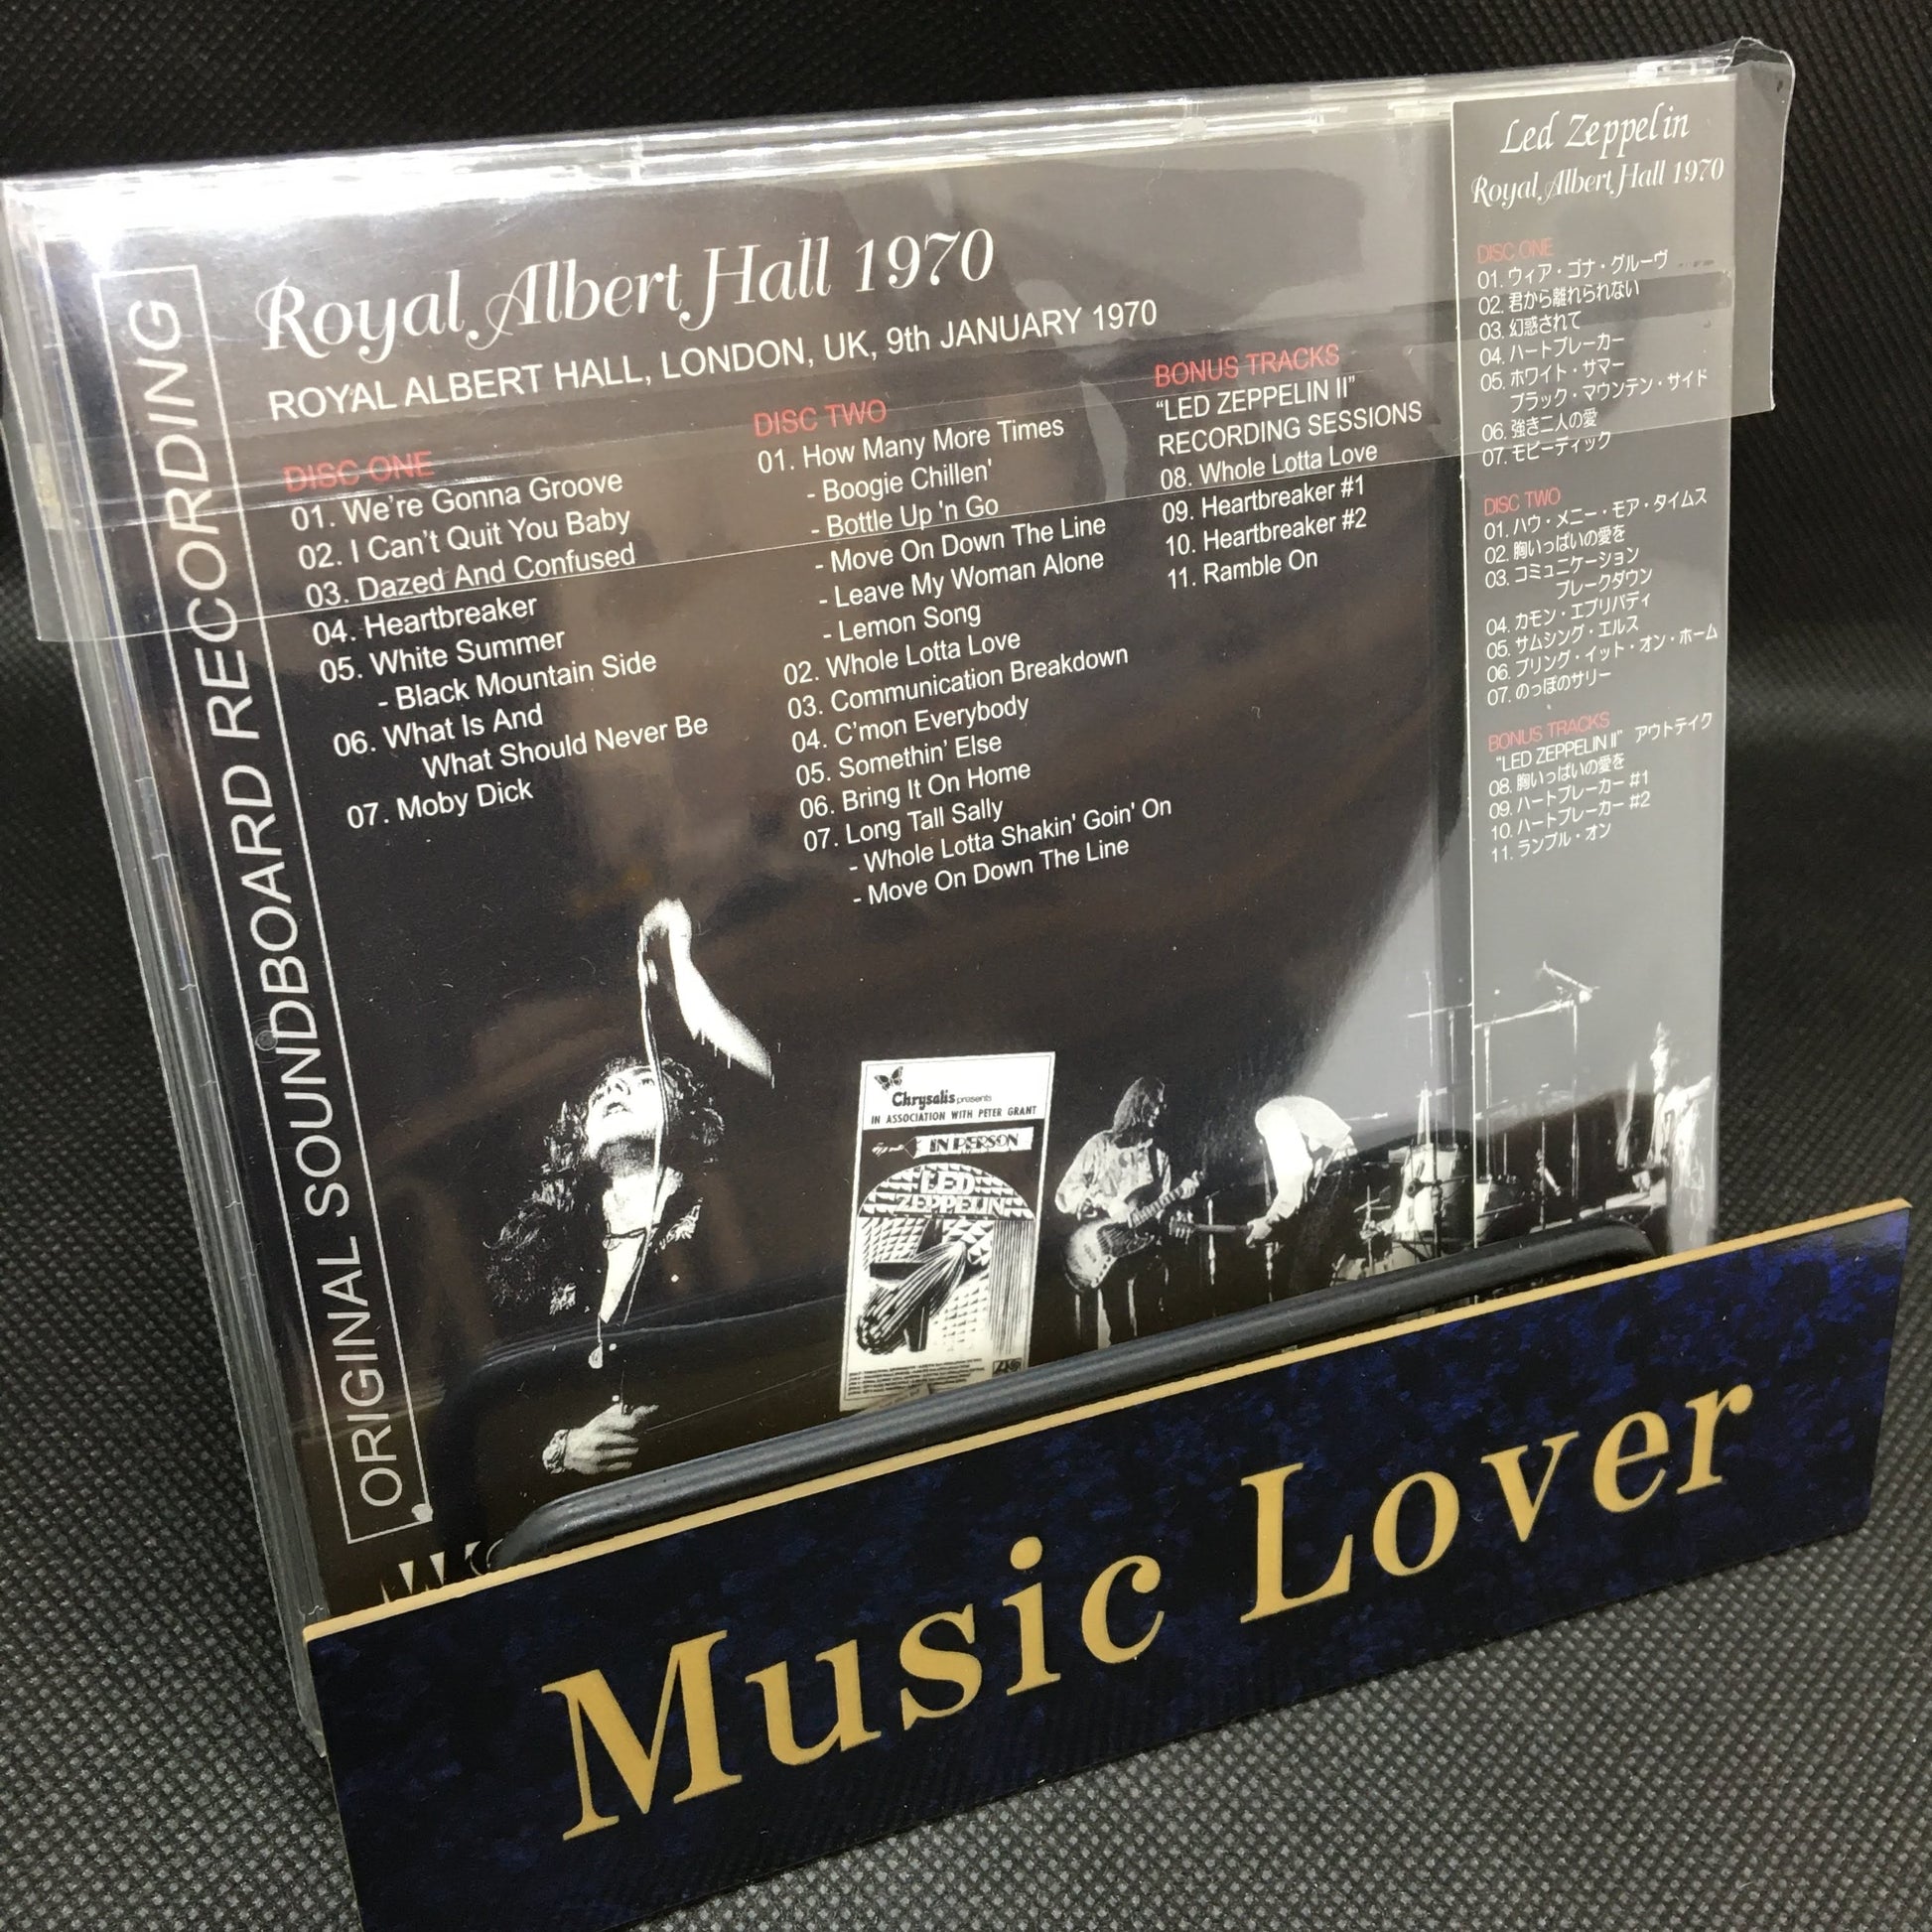 ORIGINAL SOUNDBOARD RECORDING
Royal Albert Hall 1970
ROYAL ALBERT HALL, LONDON, UK, 9th JANUARY 1970
DISC ONE
01. We're Gonna Groove
02. I Can't Quit You Baby
03. Dazed And Confused
04. Heartbreaker
05. White Summer
- Black Mountain Side
06. What Is And
What Should Never Be
07. Moby Dick
DISC TWO
01. How Many More Times
- Boogie Chillen'
- Bottle Up 'n Go
- Move On Down The Line
- Leave My Woman Alone
- Lemon Song
02. Whole Lotta Love
03. Communication Breakdown
04. C'mon Everybody
05. Somethin' Else
06. Bring It On Home
07. Long Tall Sally
- Whole Lotta Shakin' Goin' On
- Move On Down The Line
BONUS TRACKS
"LED ZEPPELIN II"
RECORDING SESSIONS
08. Whole Lotta Love
09. Heartbreaker #1
10. Heartbreaker #2
11. Ramble On
Led Zeppelin
Royal Albert Hall 1970
DISC ONE
01. ウィア・ゴナ・グルーヴ
02. 君から離れられない
03. 幻惑されて
04. ハートブレーカー
05. ホワイト・サマー
ブラック・マウンテン・サイド
06. 強き二人の愛
07. モビーディック
DISC TWO
01. ハウ・メニー・モア・タイムス
02. 胸いっぱいの愛を
03. コミュニケーション
ブレークダウン
04. カモン・エブリバディ
05. サムシング・エルス
06. ブリング・イット・オン・ホーム
07. のっぽのサリー
BONUS TRACKS
"LED ZEPPELIN II" アウトテイク
08. 胸いっぱいの愛を
09. ハートブレーカー #1
10. ハートブレーカー #2
11. ランブル・オン
Chrysalis presents
IN ASSOCIATION WITH PETER GRANT
IN PERSON
LED
ZEPPELIN
Music Lover